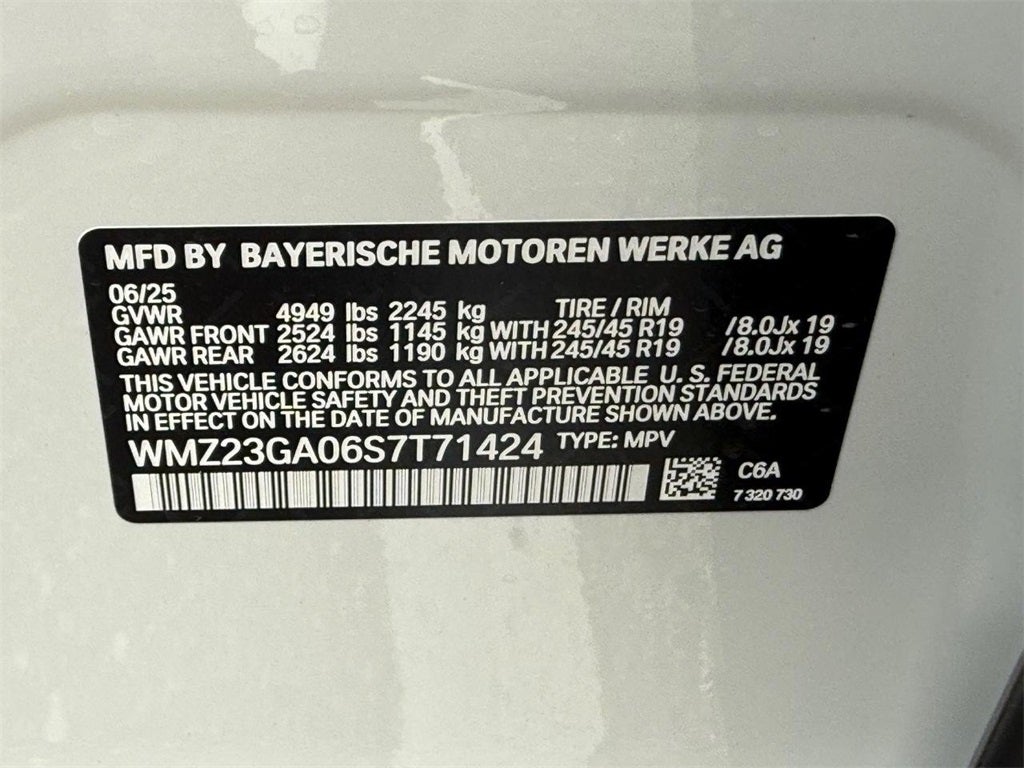 MFD BY BAYERISCHE MOTOREN WERKE AG
06/25
GVWR 4949 lbs 2245 kg TIRE / RIM
GAWR FRONT 2524 lbs 1145 kg WITH 245/45 R19 /8.0Jx 19
GAWR REAR 2624 lbs 1190 kg WITH 245/45 R19 /8.0Jx 19
THIS VEHICLE CONFORMS TO ALL APPLICABLE U. S. FEDERAL
MOTOR VEHICLE SAFETY AND THEFT PREVENTION STANDARDS
IN EFFECT ON THE DATE OF MANUFACTURE SHOWN ABOVE.
WMZ23GA06S7T71424 TYPE: MPV
C6A
7 320 730